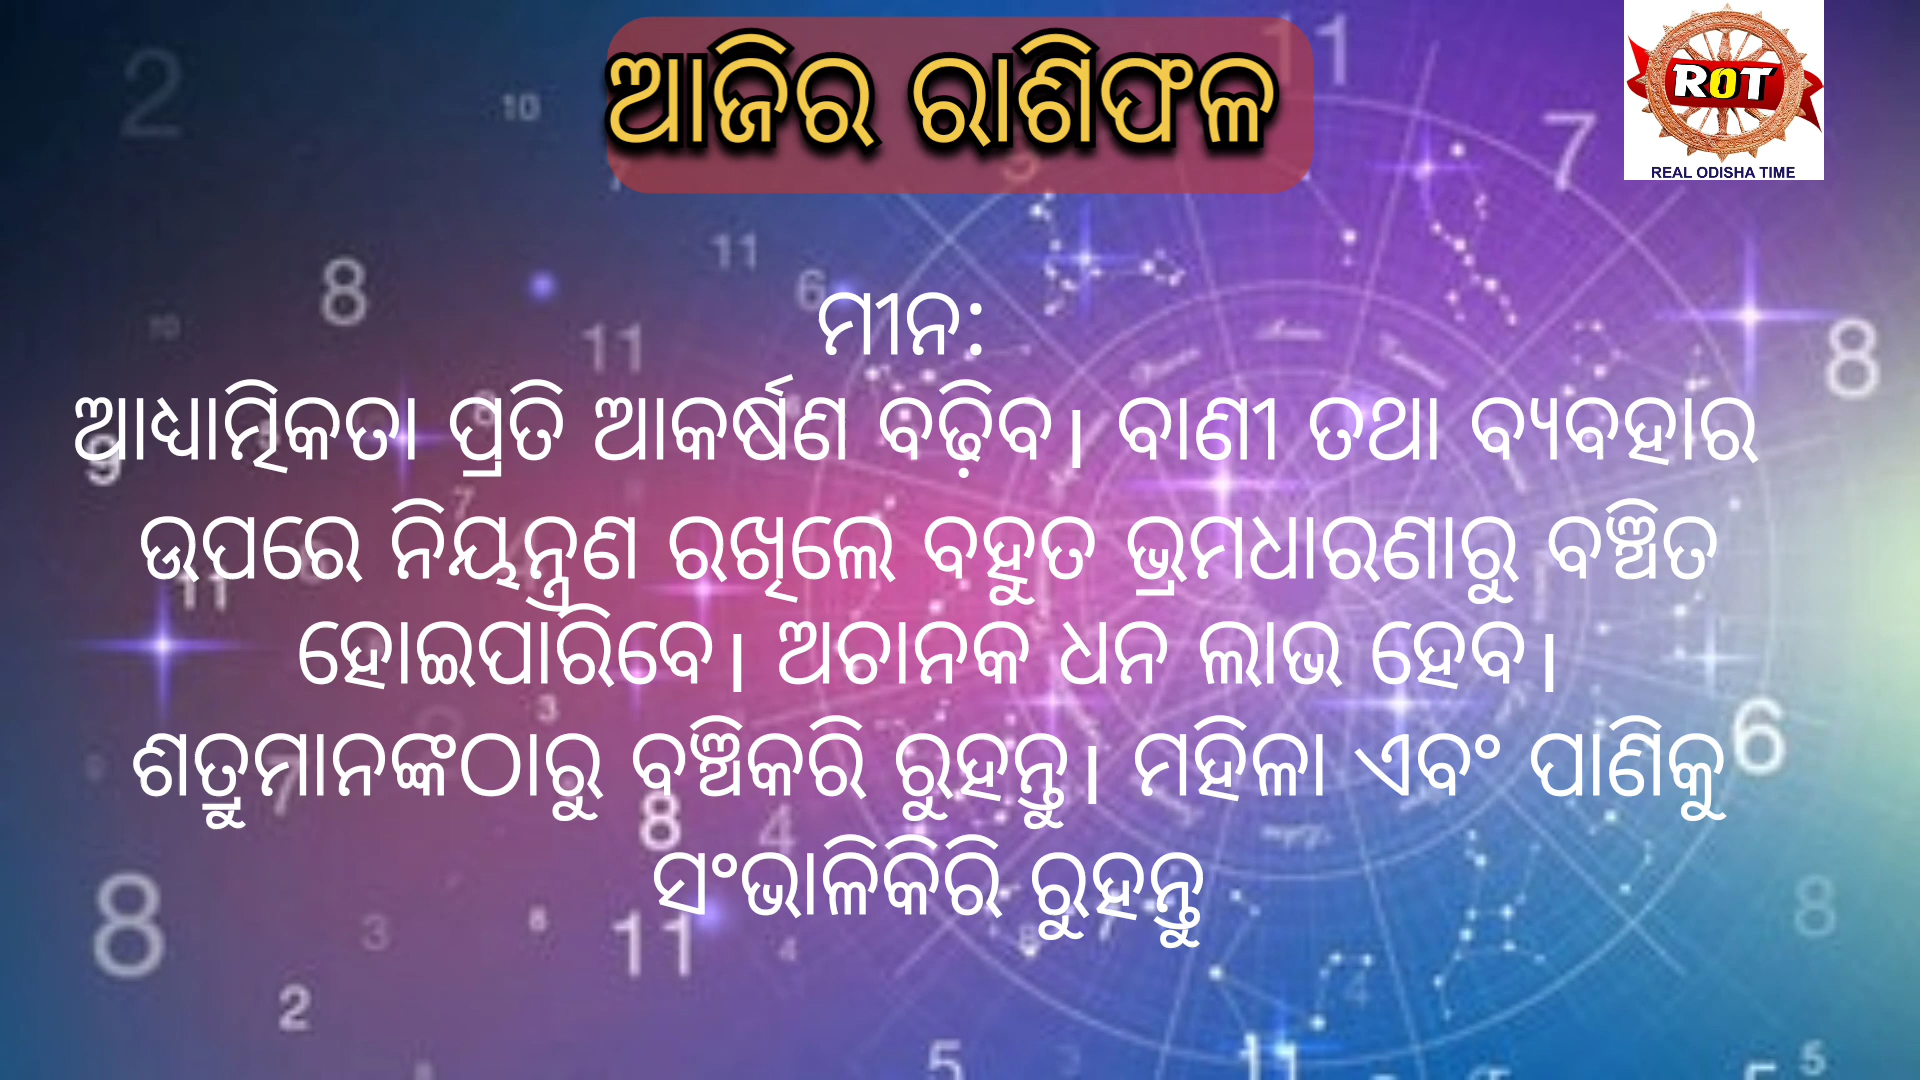 ଆଜିର ରାଶିଫଳ
ROT
REAL ODISHA TIME
ମୀନ:
ଆଧ୍ୟାତ୍ମିକତା ପ୍ରତି ଆକର୍ଷଣ ବଢ଼ିବ। ବାଣୀ ତଥା ବ୍ୟବହାର
ଉପରେ ନିୟନ୍ତ୍ରଣ ରଖିଲେ ବହୁତ ଭ୍ରମଧାରଣାରୁ ବଞ୍ଚିତ
ହୋଇପାରିବେ। ଅଚାନକ ଧନ ଲାଭ ହେବ।
ଶତ୍ରୁମାନଙ୍କଠାରୁ ବଞ୍ଚିକରି ରୁହନ୍ତୁ। ମହିଳା ଏବଂ ପାଣିକୁ
ସଂଭାଳିକିରି ରୁହନ୍ତୁ